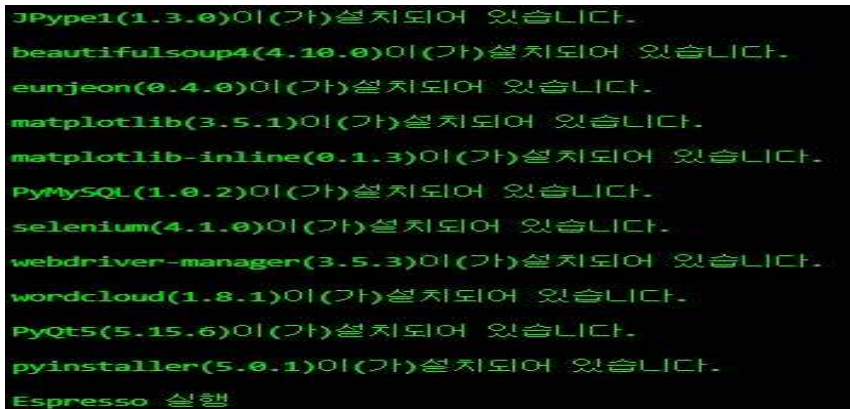 JPype1(1.3.0)이(가)설치되어 있습니다.
beautifulsoup4(4.10.0)이(가)설치되어 있습니다.
eunjeon(0.4.0)이(가)설치되어 있습니다.
matplotlib(3.5.1)이(가)설치되어 있습니다.
matplotlib-inline(0.1.3)이(가)설치되어 있습니다.
PyMySQL(1.0.2)이(가)설치되어 있습니다.
selenium(4.1.0)이(가)설치되어 있습니다.
webdriver-manager(3.5.3)이(가)설치되어 있습니다.
wordcloud(1.8.1)이(가)설치되어 있습니다.
PyQt5(5.15.6)이(가)설치되어 있습니다.
pyinstaller(5.0.1)이(가)설치되어 있습니다.
Espresso 실행